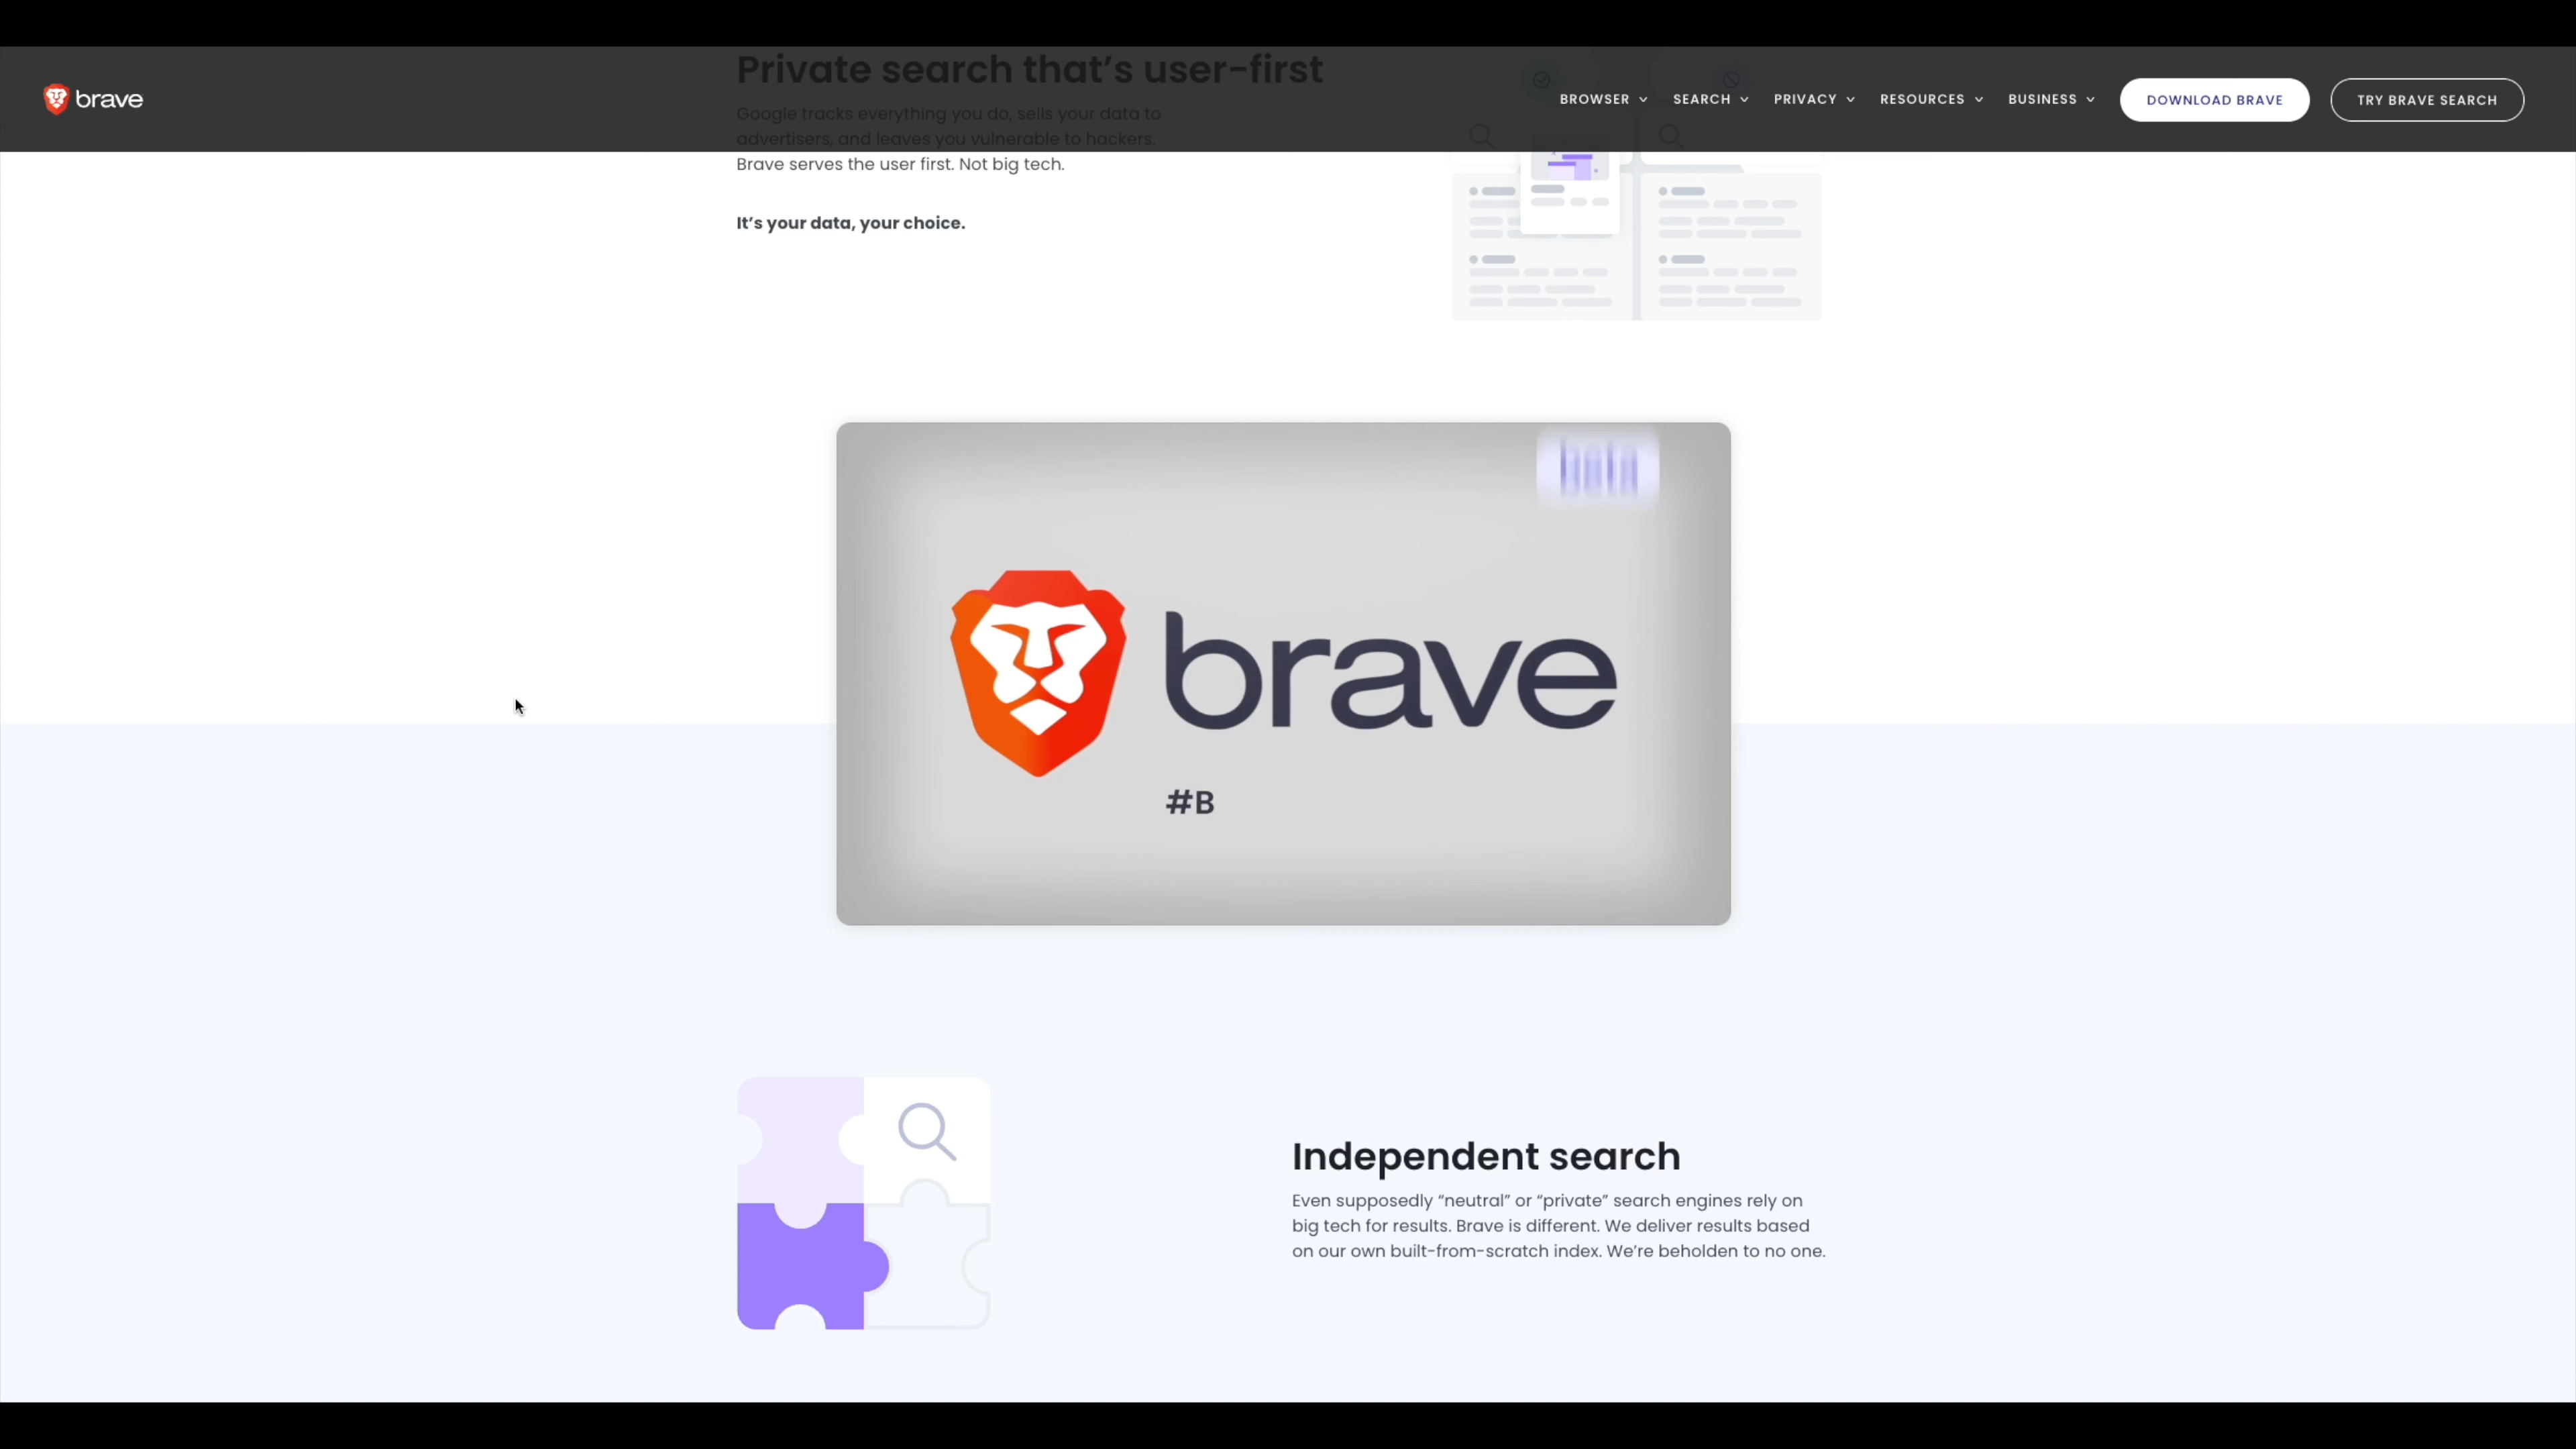 brave
BROWSER
SEARCH
PRIVACY
RESOURCES
BUSINESS
DOWNLOAD BRAVE
TRY BRAVE SEARCH
Private search that's user-first
Google tracks everything you do, sells your data to
advertisers, and leaves you vulnerable to hackers.
Brave serves the user first. Not big tech.
It's your data, your choice.
beta
brave
#B
Independent search
Even supposedly “neutral” or “private” search engines rely on
big tech for results. Brave is different. We deliver results based
on our own built-from-scratch index. We're beholden to no one.